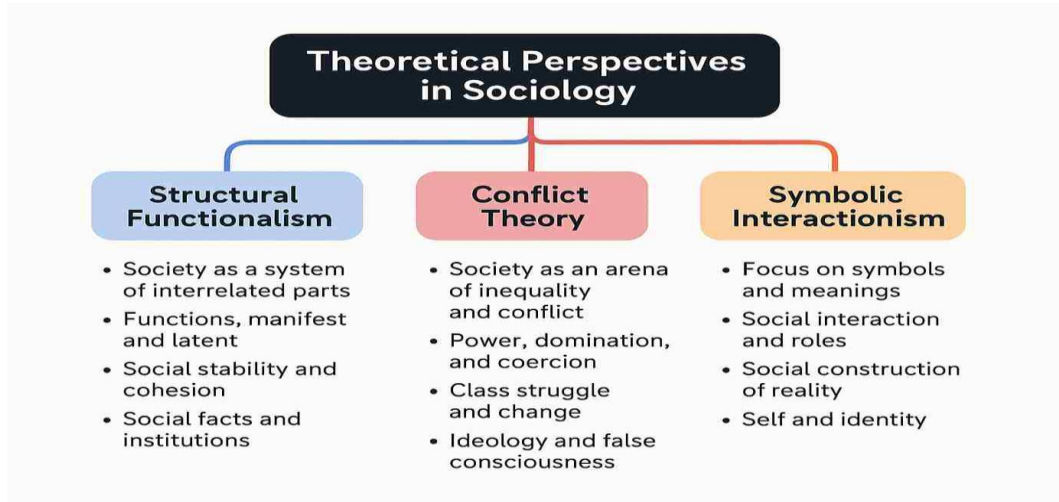 Theoretical Perspectives
in Sociology
Structural
Functionalism
• Society as a system
of interrelated parts
• Functions, manifest
and latent
• Social stability and
cohesion
• Social facts and
institutions
Conflict
Theory
• Society as an arena
of inequality
and conflict
• Power, domination,
and coercion
• Class struggle
and change
• Ideology and false
consciousness
Symbolic
Interactionism
• Focus on symbols
and meanings
• Social interaction
and roles
• Social construction
of reality
• Self and identity